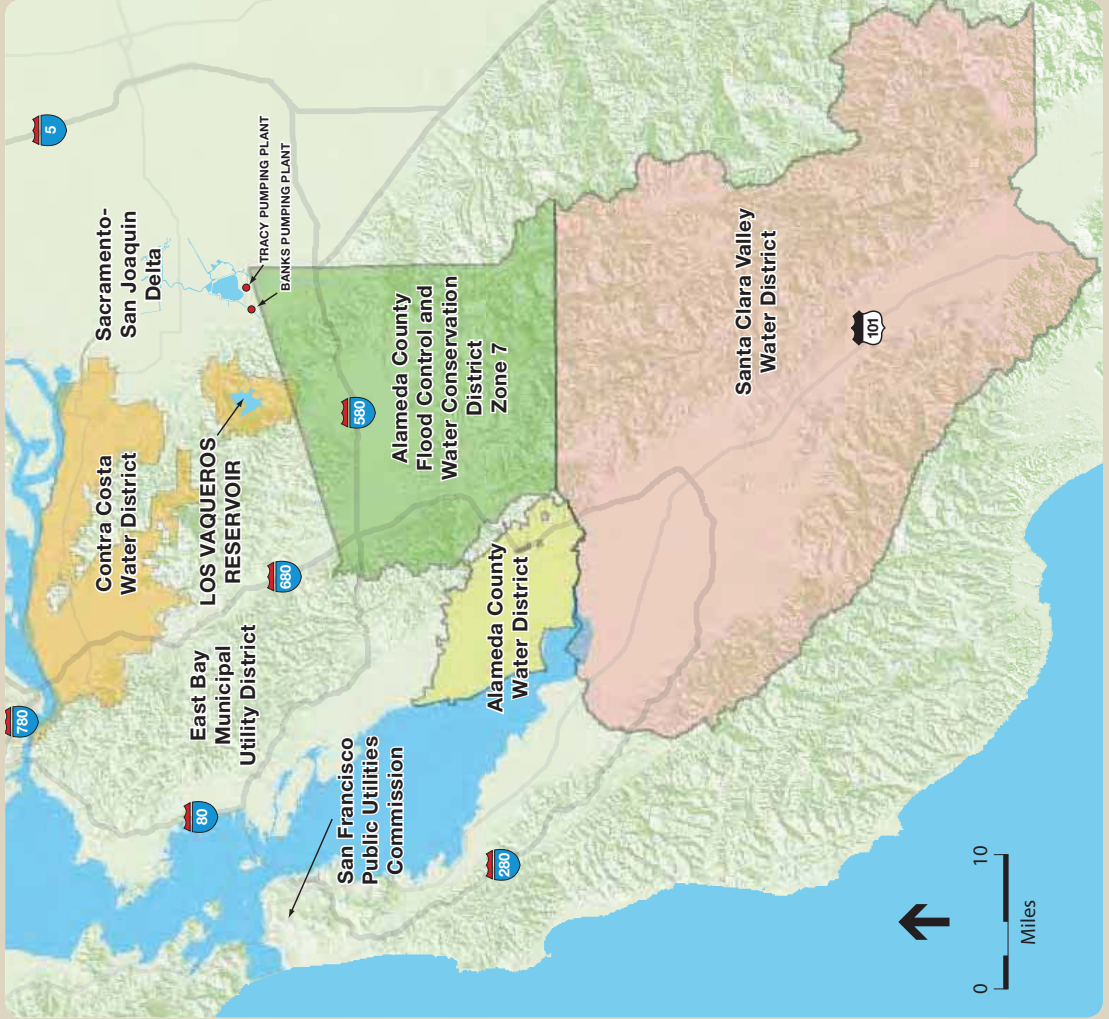 5
Sacramento-
San Joaquin
Delta
TRACY PUMPING PLANT
BANKS PUMPING PLANT
Contra Costa
Water District
LOS VAQUEROS
RESERVOIR
580
Alameda County
Flood Control and
Water Conservation
District
Zone 7
680
780
East Bay
Municipal
Utility District
80
Alameda County
Water District
San Francisco
Public Utilities
Commission
280
Santa Clara Valley
Water District
101
0
10
Miles